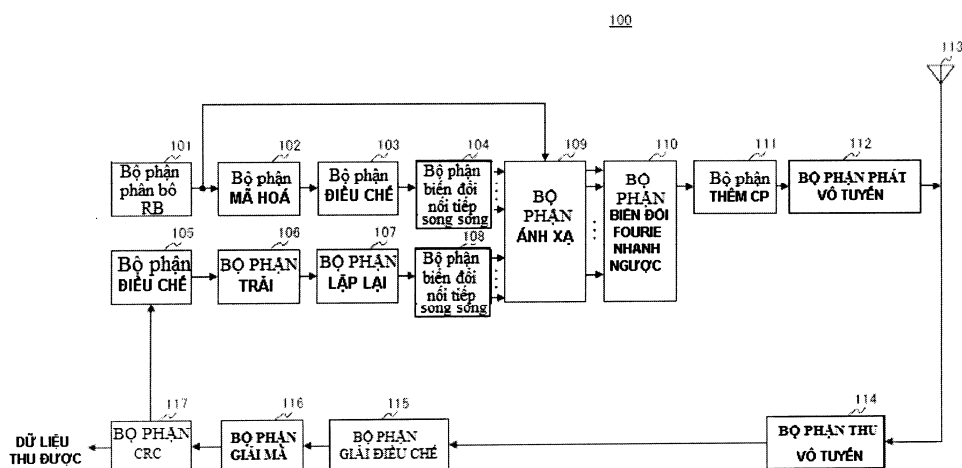 100
113
101
Bộ phận
phân bổ
RB
102
Bộ phận
MÃ HOÁ
103
Bộ phận
ĐIỀU CHẾ
104
Bộ phận
biến đổi
nối tiếp
song song
109
BỘ
PHẬN
ÁNH XẠ
110
BỘ
PHẬN
BIẾN ĐỔI
FOURIE
NHANH
NGƯỢC
111
Bộ phận
THÊM CP
112
BỘ PHẬN PHÁT
VÔ TUYẾN
105
Bộ phận
ĐIỀU CHẾ
106
BỘ PHẬN
TRẢI
107
BỘ PHẬN
LẶP LẠI
108
Bộ phận
biến đổi
nối tiếp
song song
117
BỘ PHẬN
CRC
116
BỘ PHẬN
GIẢI MÃ
115
BỘ PHẬN
GIẢI ĐIỀU CHẾ
114
BỘ PHẬN THU
VÔ TUYẾN
DỮ LIỆU
THU ĐƯỢC